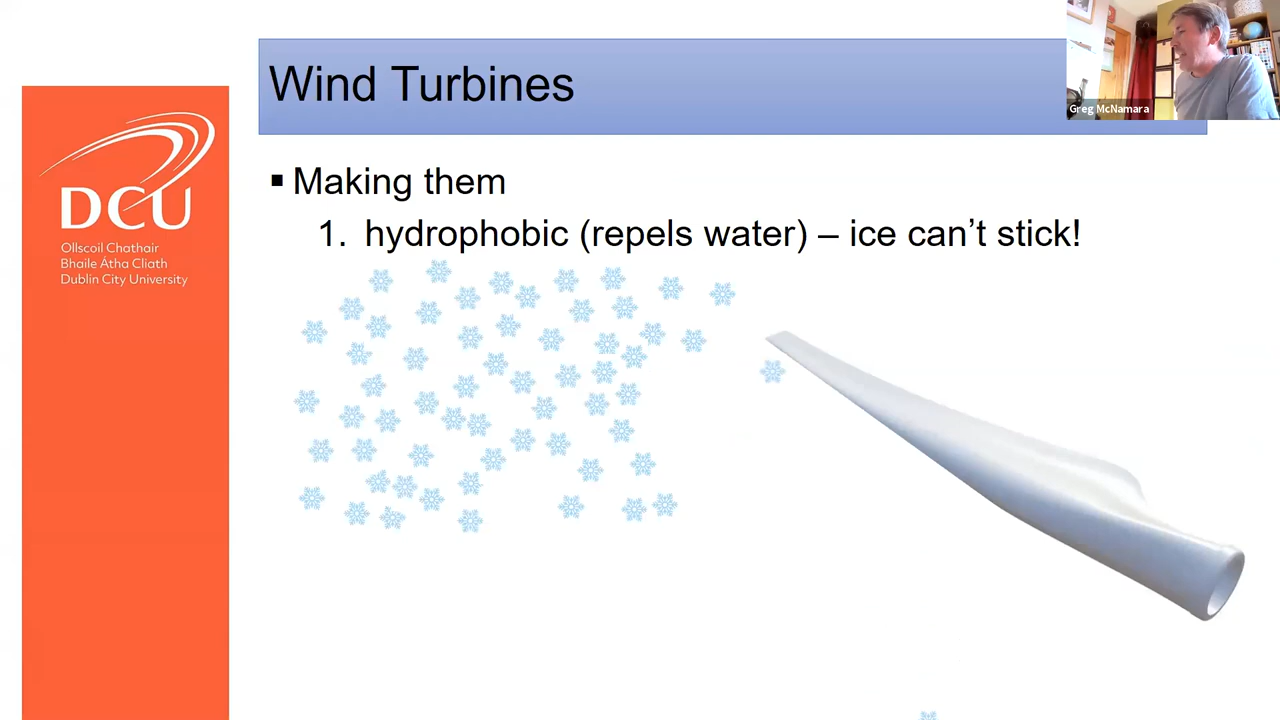 Wind Turbines
Greg McNamara
DCU
Ollscoil Chathair
Bhaile Átha Cliath
Dublin City University
▪ Making them
1. hydrophobic (repels water) – ice can’t stick!